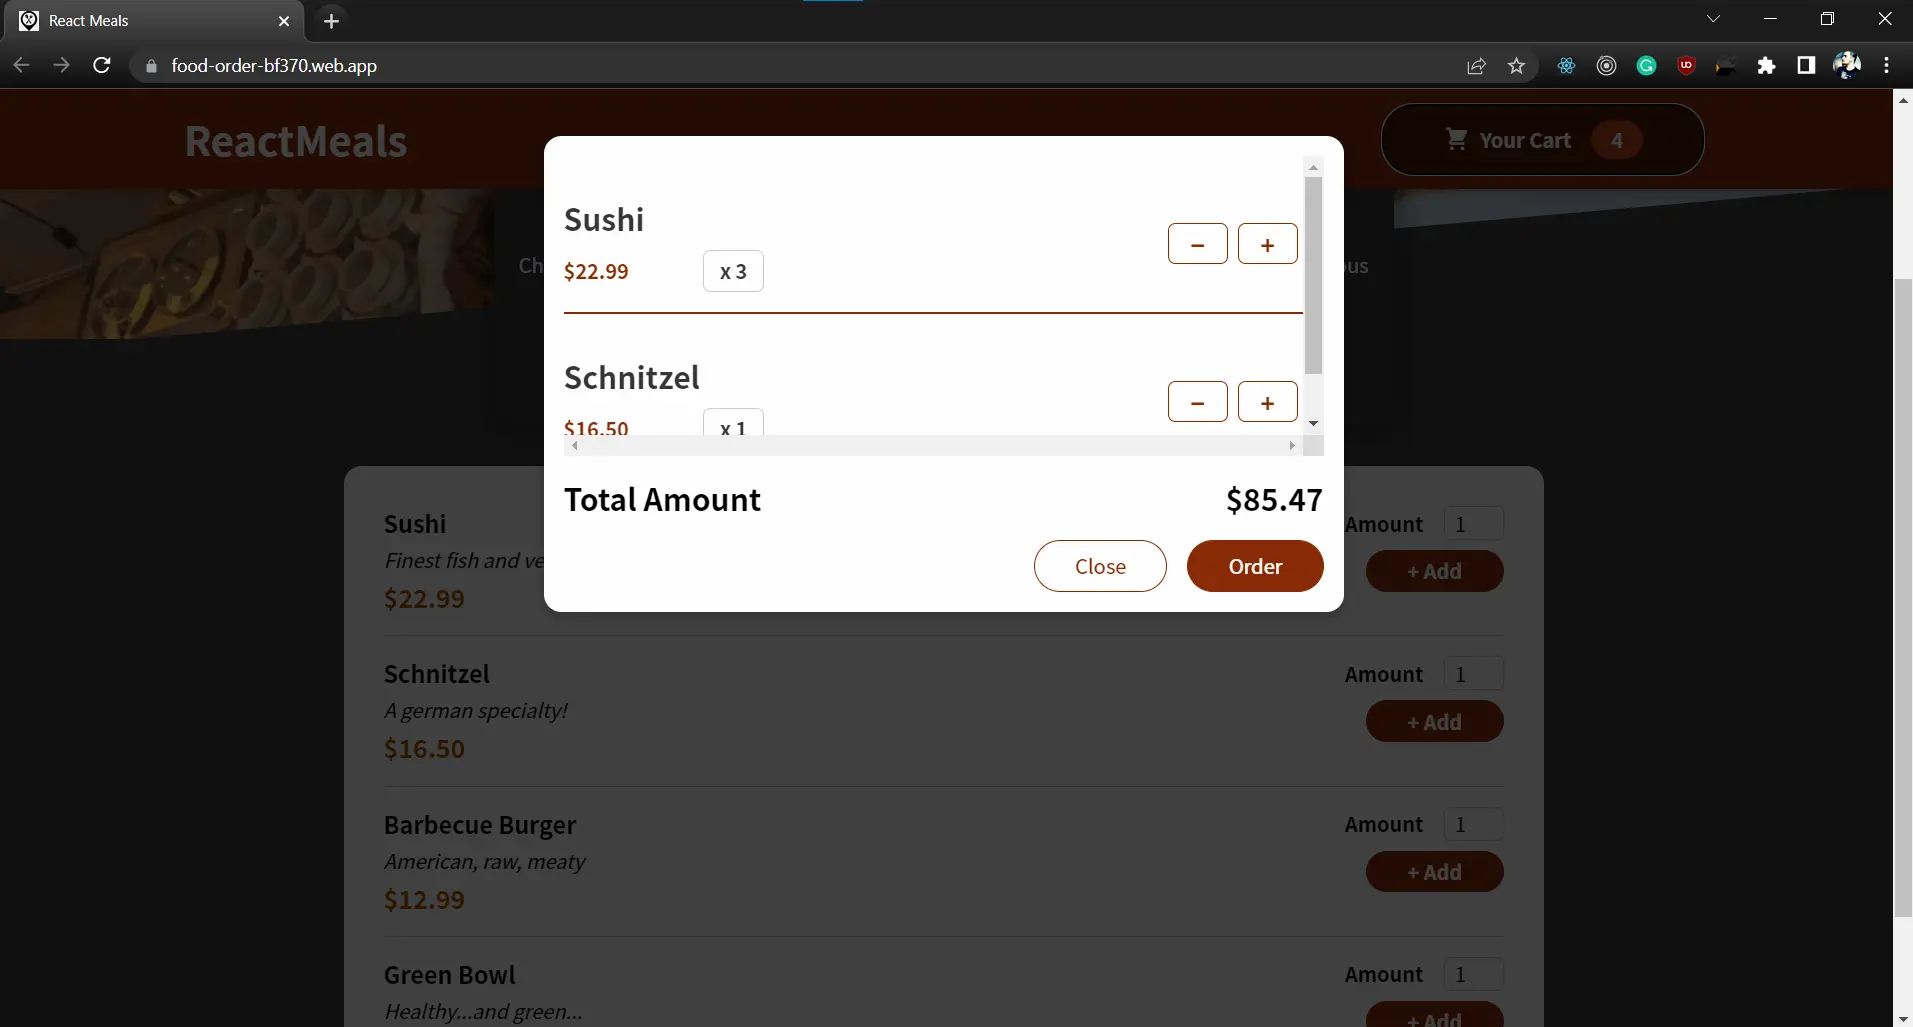 React Meals
food-order-bf370.web.app
ReactMeals
Your Cart 4
Sushi
− +
$22.99 x 3
Ch
ous
Schnitzel
− +
$16.50 x 1
Total Amount $85.47
Close Order
Sushi Amount 1
Finest fish and ve
$22.99
+ Add
Schnitzel Amount 1
A german specialty!
$16.50
+ Add
Barbecue Burger Amount 1
American, raw, meaty
$12.99
+ Add
Green Bowl Amount 1
Healthy...and green...
+ Add